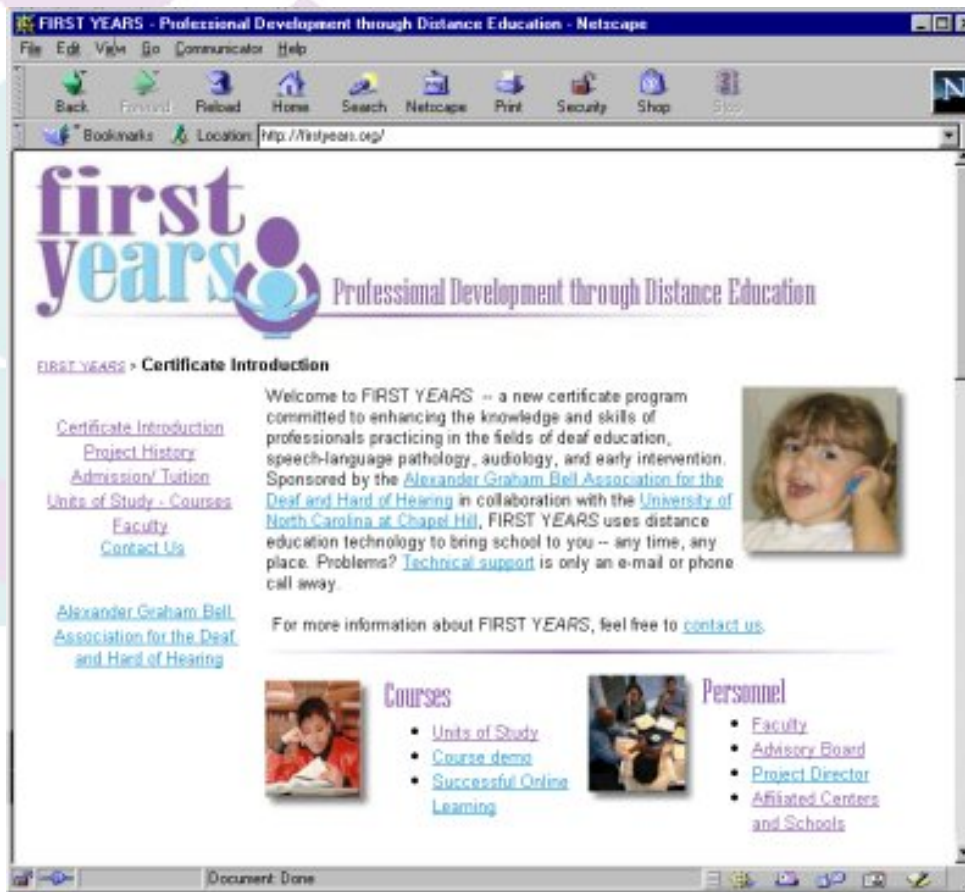 FIRST YEARS - Professional Development through Distance Education - Netscape
File Edit View Go Communicator Help
Back Forward Reload Home Search Netscape Print Security Shop Stop
Bookmarks Location: http://firstyears.org/
N
first
years
Professional Development through Distance Education
FIRST YEARS > Certificate Introduction
Certificate Introduction
Project History
Admission/ Tuition
Units of Study - Courses
Faculty
Contact Us
Alexander Graham Bell
Association for the Deaf
and Hard of Hearing
Welcome to FIRST YEARS -- a new certificate program
committed to enhancing the knowledge and skills of
professionals practicing in the fields of deaf education,
speech-language pathology, audiology, and early intervention.
Sponsored by the Alexander Graham Bell Association for the
Deaf and Hard of Hearing in collaboration with the University of
North Carolina at Chapel Hill, FIRST YEARS uses distance
education technology to bring school to you -- any time, any
place. Problems? Technical support is only an e-mail or phone
call away.
For more information about FIRST YEARS, feel free to contact us.
Courses
• Units of Study
• Course demo
• Successful Online
Learning
Personnel
• Faculty
• Advisory Board
• Project Director
• Affiliated Centers
and Schools
Document: Done